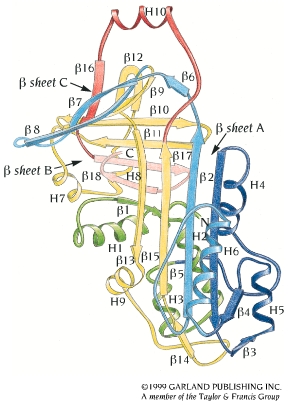 H10
β16
β12
β sheet C
β9
β6
β7
β10
β8
β11
β sheet A
β sheet B
C
β17
β18
H8
β2
H4
H7
β1
N
H2
H1
H6
β13
β15
β5
H9
H3
β4
H5
β14
β3
©1999 GARLAND PUBLISHING INC.
A member of the Taylor & Francis Group